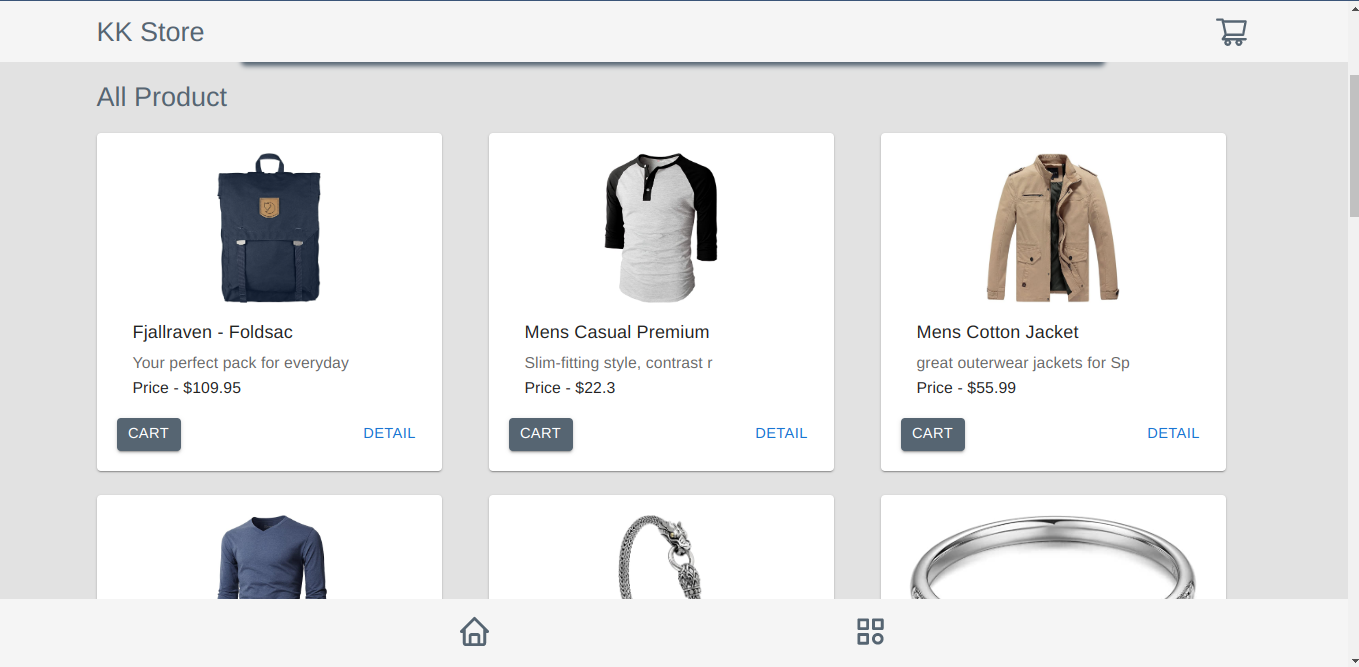 KK Store
All Product
Fjallraven - Foldsac
Your perfect pack for everyday
Price - $109.95
CART
DETAIL
Mens Casual Premium
Slim-fitting style, contrast r
Price - $22.3
CART
DETAIL
Mens Cotton Jacket
great outerwear jackets for Sp
Price - $55.99
CART
DETAIL